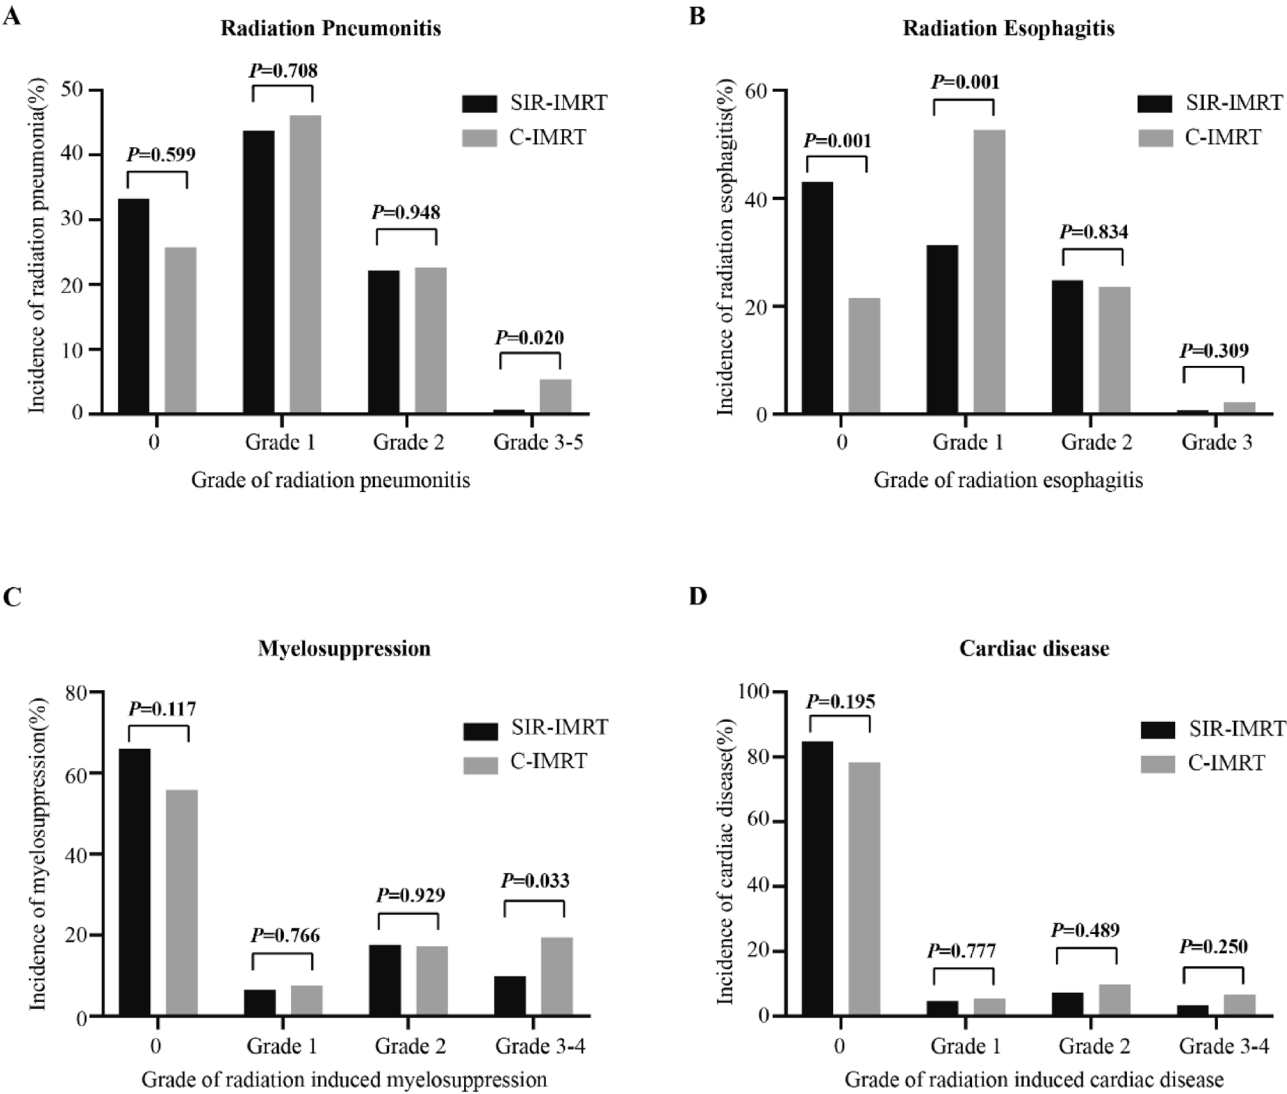 A
Radiation Pneumonitis
Incidence of radiation pneumonia(%)
50
40
30
20
10
0
P=0.599
P=0.708
P=0.948
P=0.020
SIR-IMRT
C-IMRT
0
Grade 1
Grade 2
Grade 3-5
Grade of radiation pneumonitis
B
Radiation Esophagitis
Incidence of radiation esophagitis(%)
60
40
20
0
P=0.001
P=0.001
P=0.834
P=0.309
SIR-IMRT
C-IMRT
0
Grade 1
Grade 2
Grade 3
Grade of radiation esophagitis
C
Myelosuppression
Incidence of myelosuppression(%)
80
60
40
20
0
P=0.117
P=0.766
P=0.929
P=0.033
SIR-IMRT
C-IMRT
0
Grade 1
Grade 2
Grade 3-4
Grade of radiation induced myelosuppression
D
Cardiac disease
Incidence of cardiac disease(%)
100
80
60
40
20
0
P=0.195
P=0.777
P=0.489
P=0.250
SIR-IMRT
C-IMRT
0
Grade 1
Grade 2
Grade 3-4
Grade of radiation induced cardiac disease